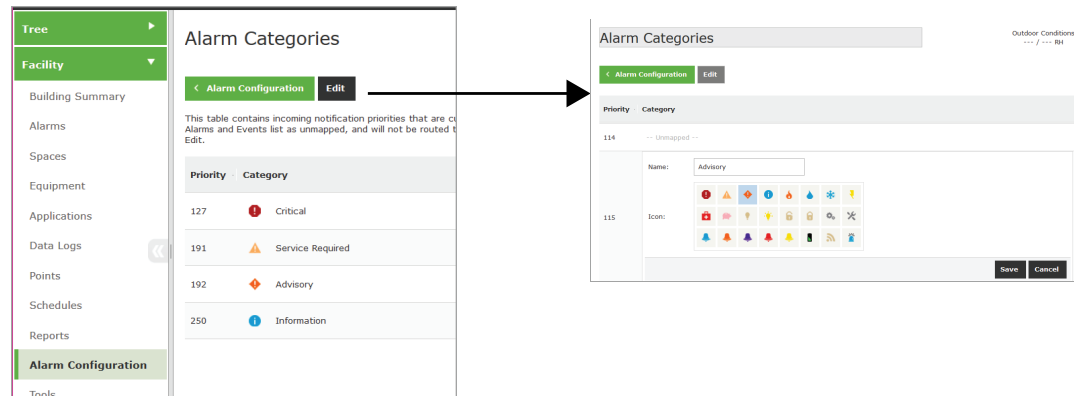 Tree
Facility
Building Summary
Alarms
Spaces
Equipment
Applications
Data Logs
Points
Schedules
Reports
Alarm Configuration
Tools
Alarm Categories
< Alarm Configuration Edit
This table contains incoming notification priorities that are cu
Alarms and Events list as unmapped, and will not be routed t
Edit.
Priority Category
127 Critical
191 Service Required
192 Advisory
250 Information
Alarm Categories
Outdoor Conditions
--- / --- RH
< Alarm Configuration Edit
Priority Category
114 -- Unmapped --
Name: Advisory
115 Icon:
Save Cancel